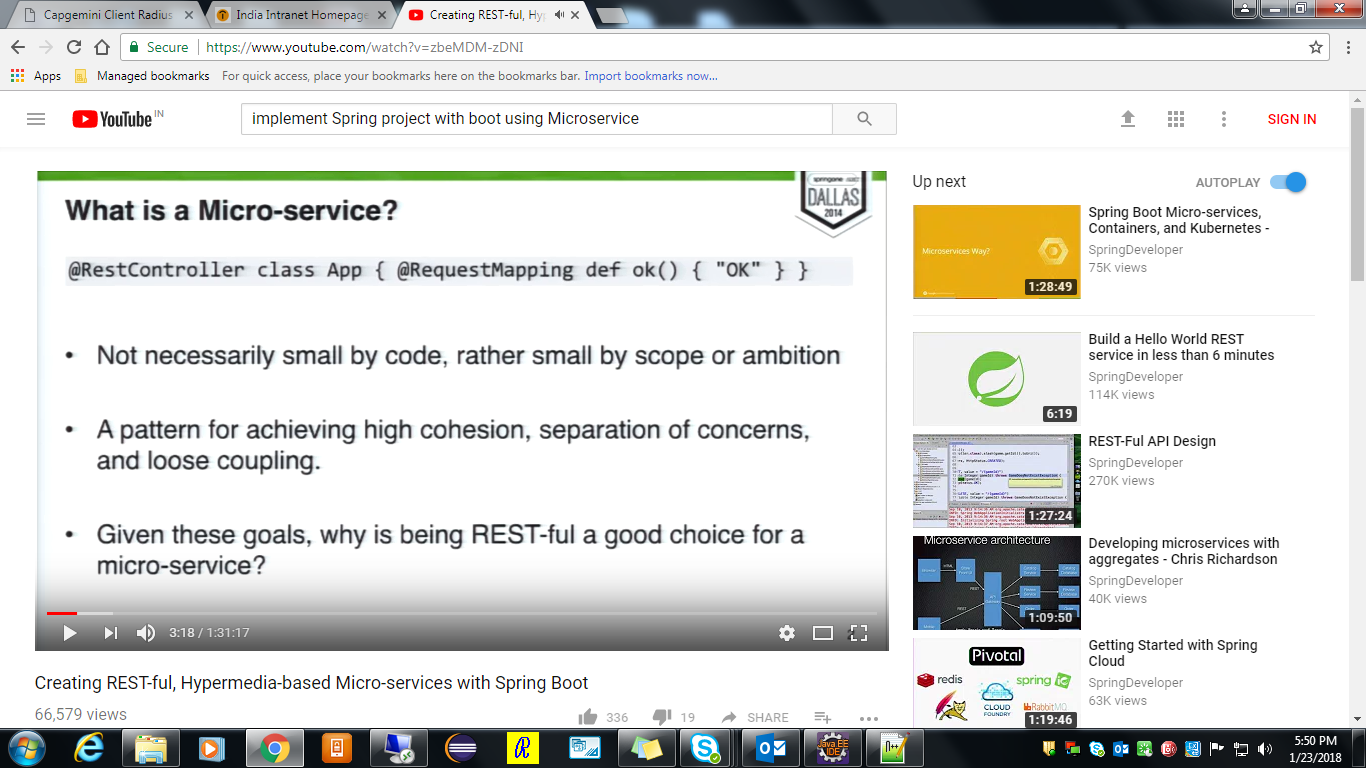 Capgemini Client Radius
India Intranet Homepage
Creating REST-ful, Hyp
Secure
https://www.youtube.com/watch?v=zbeMDM-zDNI
Apps
Managed bookmarks
For quick access, place your bookmarks here on the bookmarks bar. Import bookmarks now...
YouTube IN
implement Spring project with boot using Microservice
SIGN IN
DALLAS
2014
What is a Micro-service?
@RestController class App { @RequestMapping def ok() { "OK" } }
• Not necessarily small by code, rather small by scope or ambition
• A pattern for achieving high cohesion, separation of concerns,
and loose coupling.
• Given these goals, why is being REST-ful a good choice for a
micro-service?
3:18 / 1:31:17
Creating REST-ful, Hypermedia-based Micro-services with Spring Boot
66,579 views
336
19
SHARE
Up next
AUTOPLAY
Microservices Way?
1:28:49
Spring Boot Micro-services,
Containers, and Kubernetes -
SpringDeveloper
75K views
6:19
Build a Hello World REST
service in less than 6 minutes
SpringDeveloper
114K views
1:27:24
REST-Ful API Design
SpringDeveloper
270K views
Microservice architecture
1:09:50
Developing microservices with
aggregates - Chris Richardson
SpringDeveloper
40K views
Pivotal
redis
spring
CLOUD
FOUNDRY
RabbitMQ
1:19:46
Getting Started with Spring
Cloud
SpringDeveloper
63K views
Java EE
IDE
5:50 PM
1/23/2018